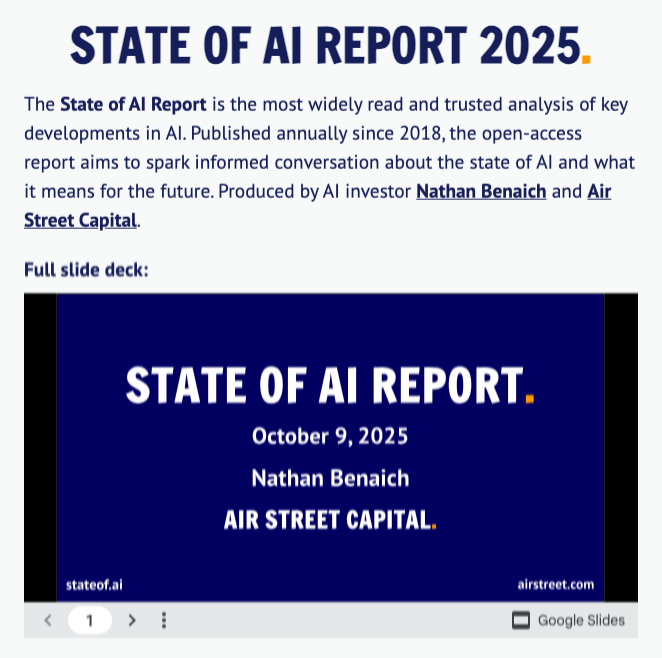 STATE OF AI REPORT 2025.
The State of AI Report is the most widely read and trusted analysis of key
developments in AI. Published annually since 2018, the open-access
report aims to spark informed conversation about the state of AI and what
it means for the future. Produced by AI investor Nathan Benaich and Air
Street Capital.
Full slide deck:
STATE OF AI REPORT.
October 9, 2025
Nathan Benaich
AIR STREET CAPITAL.
stateof.ai
airstreet.com
1
Google Slides